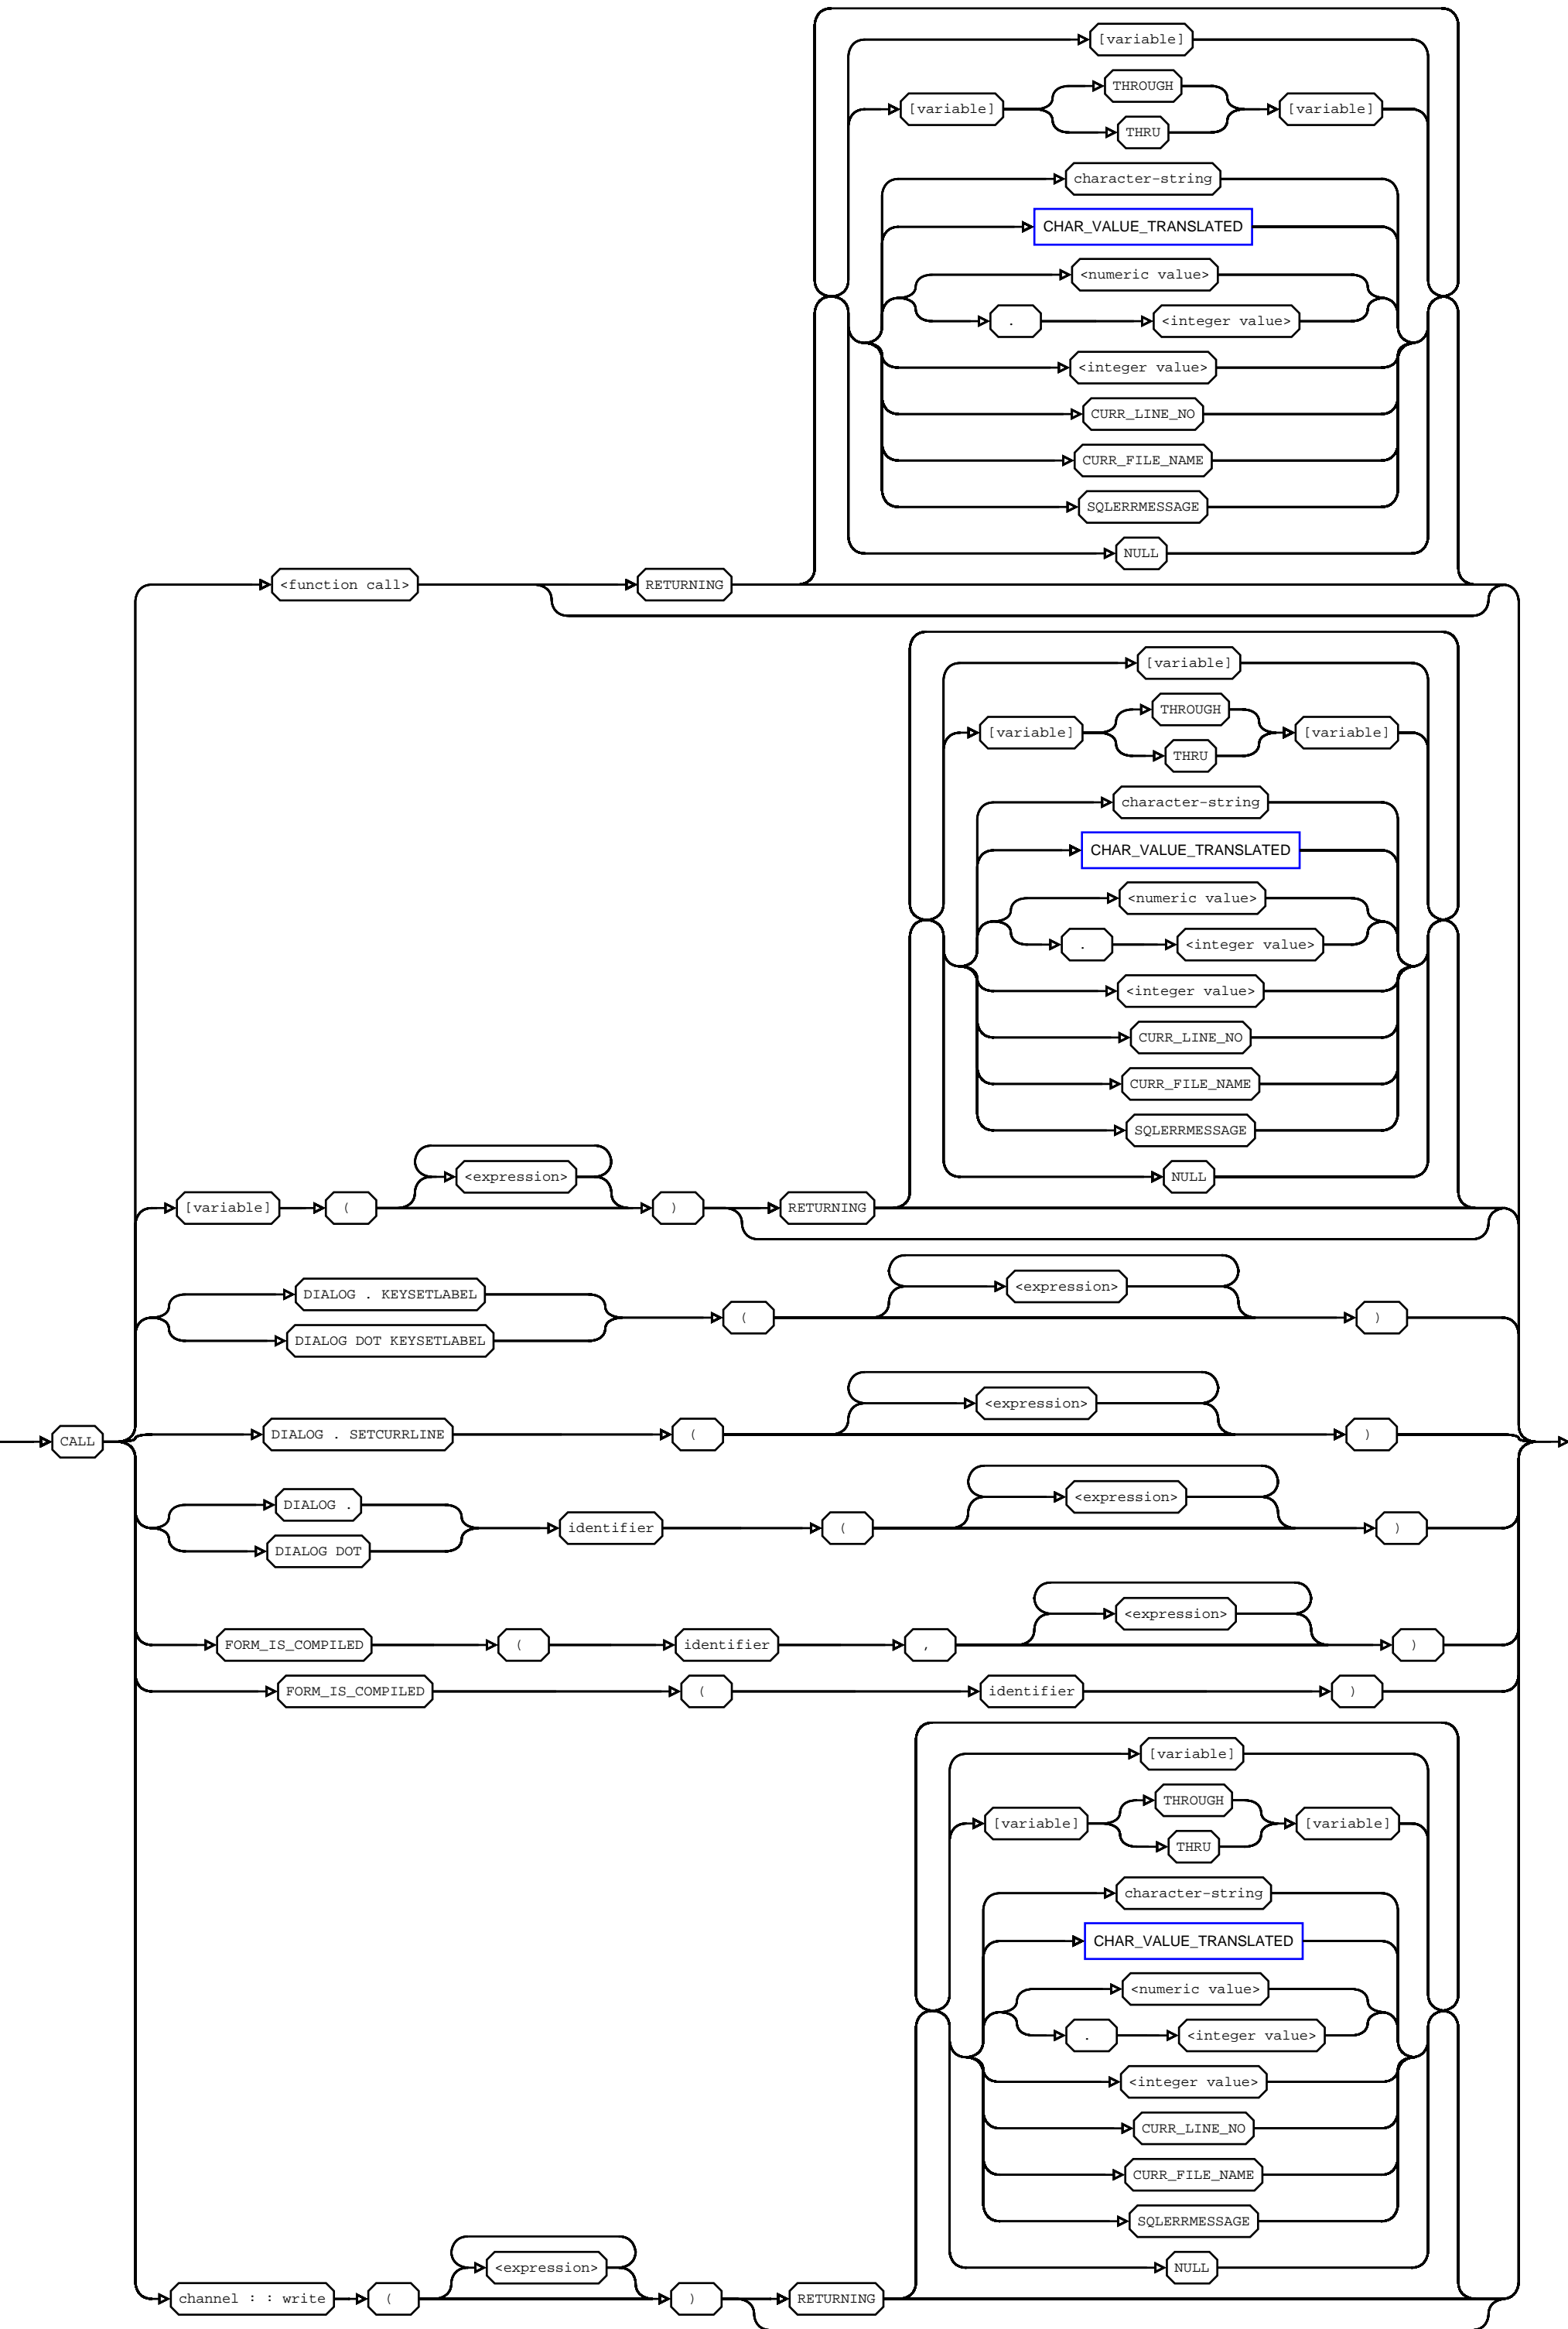 [variable]
THROUGH
[variable] [variable]
THRU
character-string
CHAR_VALUE_TRANSLATED
<numeric value>
. <integer value>
<integer value>
CURR_LINE_NO
CURR_FILE_NAME
SQLERRMESSAGE
NULL
<function call> RETURNING
[variable]
THROUGH
[variable] [variable]
THRU
character-string
CHAR_VALUE_TRANSLATED
<numeric value>
. <integer value>
<integer value>
CURR_LINE_NO
CURR_FILE_NAME
SQLERRMESSAGE
<expression> NULL
[variable] ( ) RETURNING
DIALOG . KEYSETLABEL <expression>
( )
DIALOG DOT KEYSETLABEL
<expression>
CALL DIALOG . SETCURRLINE ( )
DIALOG . <expression>
identifier ( )
DIALOG DOT
<expression>
FORM_IS_COMPILED ( identifier , )
FORM_IS_COMPILED ( identifier )
[variable]
THROUGH
[variable] [variable]
THRU
character-string
CHAR_VALUE_TRANSLATED
<numeric value>
. <integer value>
<integer value>
CURR_LINE_NO
CURR_FILE_NAME
SQLERRMESSAGE
<expression> NULL
channel : : write ( ) RETURNING